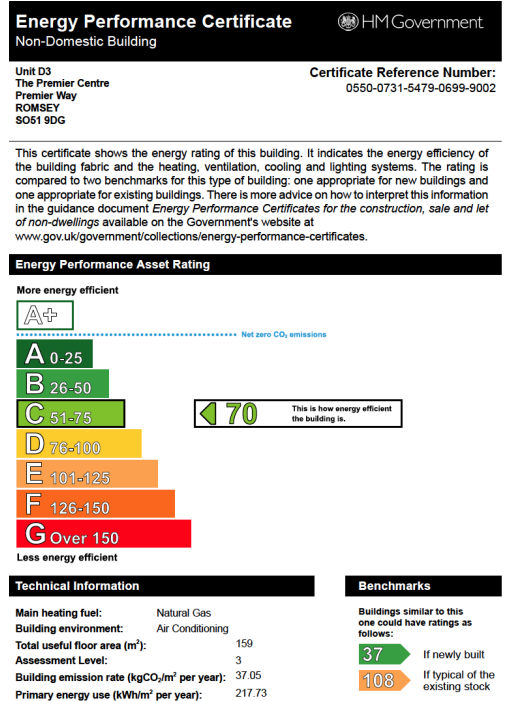 Energy Performance Certificate
HM Government
Non-Domestic Building
Unit D3
The Premier Centre
Premier Way
ROMSEY
SO51 9DG
Certificate Reference Number:
0550-0731-5479-0699-9002
This certificate shows the energy rating of this building. It indicates the energy efficiency of
the building fabric and the heating, ventilation, cooling and lighting systems. The rating is
compared to two benchmarks for this type of building: one appropriate for new buildings and
one appropriate for existing buildings. There is more advice on how to interpret this information
in the guidance document Energy Performance Certificates for the construction, sale and let
of non-dwellings available on the Government's website at
www.gov.uk/government/collections/energy-performance-certificates.
Energy Performance Asset Rating
More energy efficient
A+
Net zero CO₂ emissions
A 0-25
B 26-50
C 51-75
70
This is how energy efficient
the building is.
D 76-100
E 101-125
F 126-150
G Over 150
Less energy efficient
Technical Information
Main heating fuel: Natural Gas
Building environment: Air Conditioning
Total useful floor area (m²): 159
Assessment Level: 3
Building emission rate (kgCO₂/m² per year): 37.05
Primary energy use (kWh/m² per year): 217.73
Benchmarks
Buildings similar to this
one could have ratings as
follows:
37 If newly built
108 If typical of the
existing stock